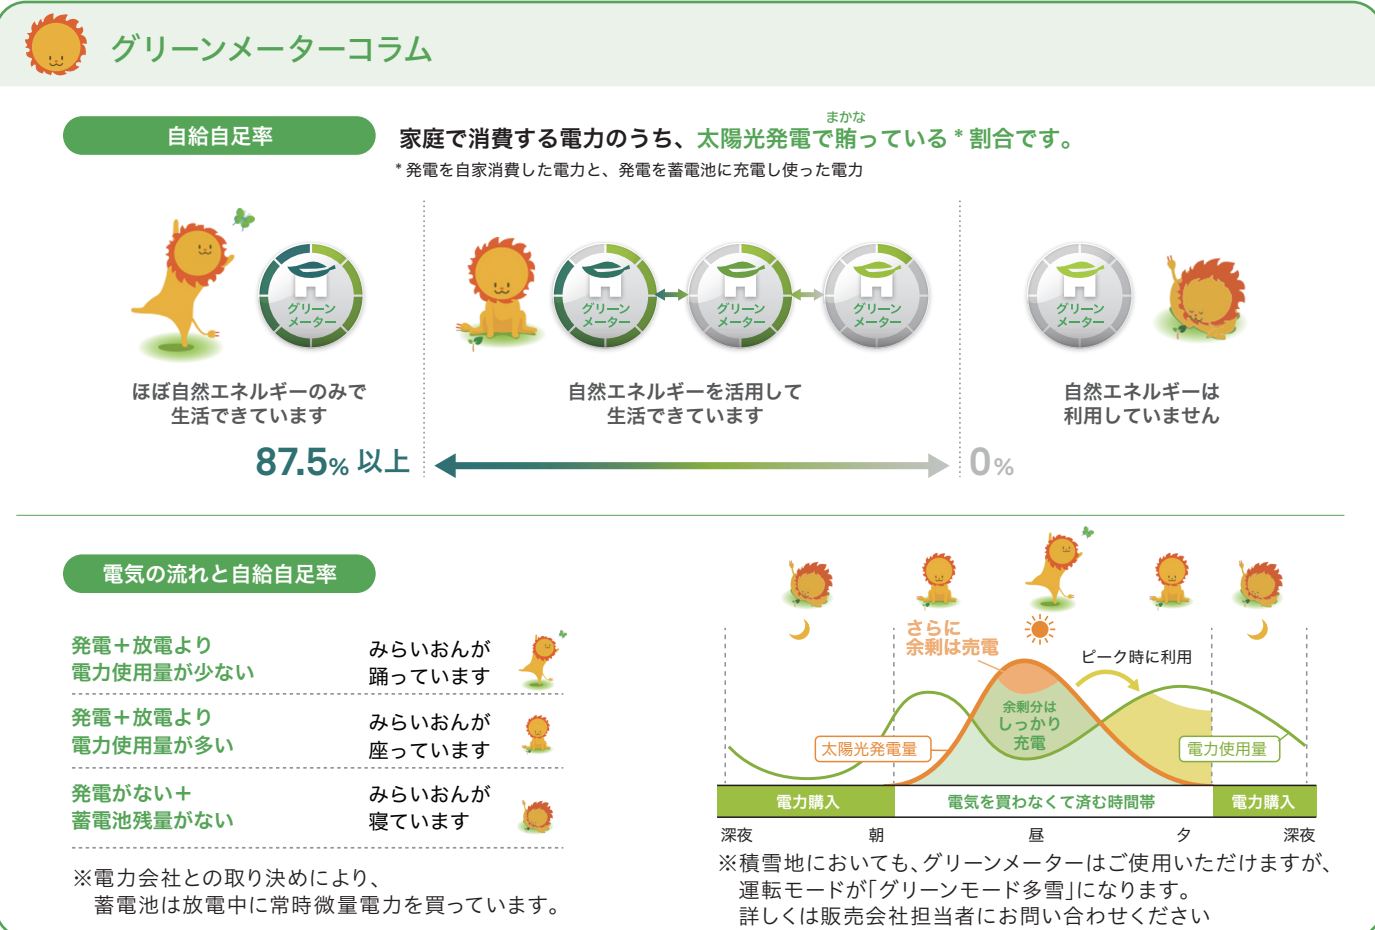 グリーンメーターコラム
自給自足率
まかな
家庭で消費する電力のうち、太陽光発電で賄っている*割合です。
*発電を自家消費した電力と、発電を蓄電池に充電し使った電力
グリーン
メーター
グリーン
メーター
グリーン
メーター
グリーン
メーター
グリーン
メーター
ほぼ自然エネルギーのみで
生活できています
自然エネルギーを活用して
生活できています
自然エネルギーは
利用していません
87.5% 以上
0%
電気の流れと自給自足率
発電+放電より
電力使用量が少ない
みらいおんが
踊っています
発電+放電より
電力使用量が多い
みらいおんが
座っています
発電がない+
蓄電池残量がない
みらいおんが
寝ています
※電力会社との取り決めにより、
蓄電池は放電中に常時微量電力を買っています。
さらに
余剰は売電
ピーク時に利用
余剰分は
しっかり
充電
太陽光発電量
電力使用量
電力購入
電気を買わなくて済む時間帯
電力購入
深夜
朝
昼
夕
深夜
※積雪地においても、グリーンメーターはご使用いただけますが、
運転モードが「グリーンモード多雪」になります。
詳しくは販売会社担当者にお問い合わせください